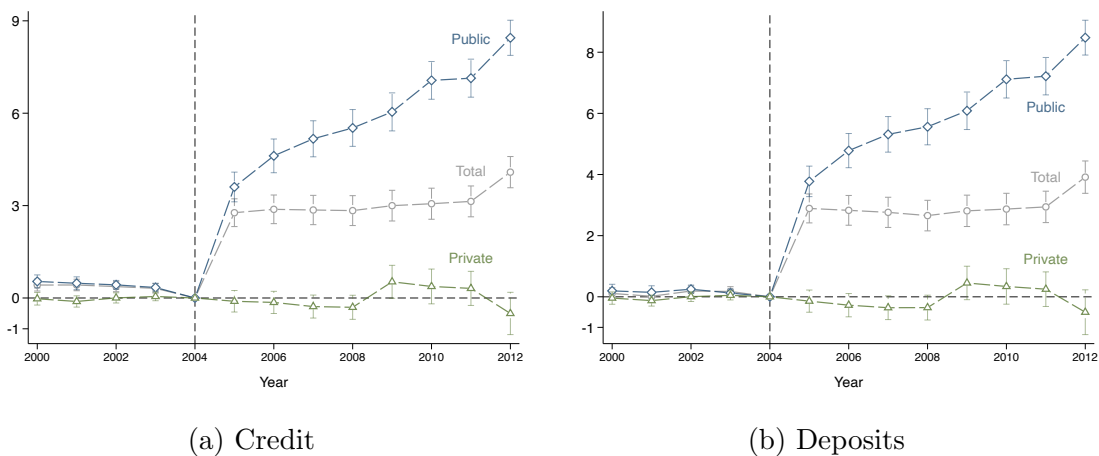 9
6
3
0
-1
Public
Total
Private
2000 2002 2004 2006 2008 2010 2012
Year
(a) Credit
8
6
4
2
0
-1
Public
Total
Private
2000 2002 2004 2006 2008 2010 2012
Year
(b) Deposits